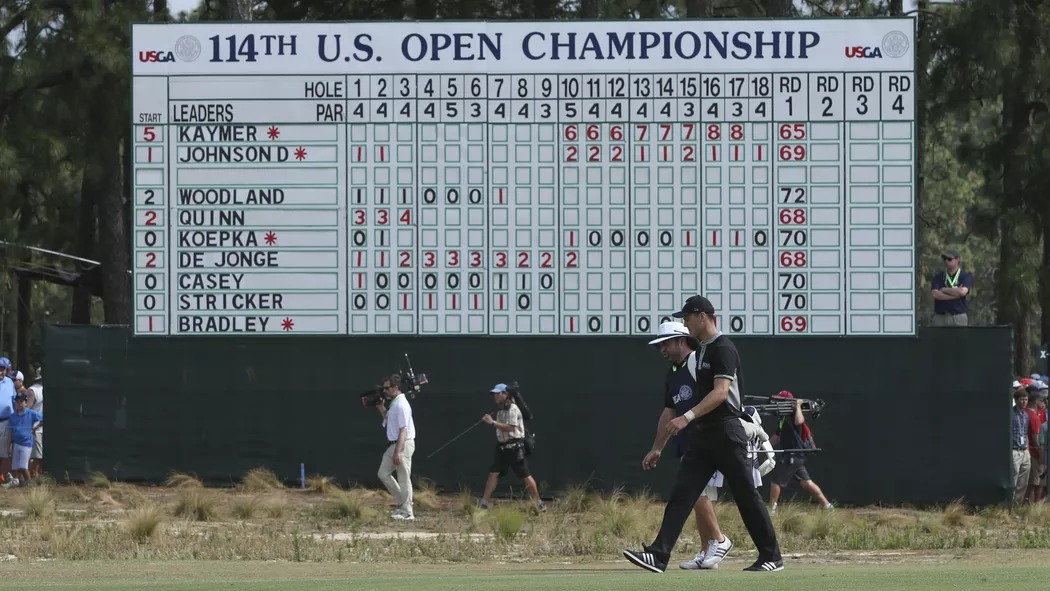 USGA 114TH U.S. OPEN CHAMPIONSHIP USGA
HOLE 1 2 3 4 5 6 7 8 9 10 11 12 13 14 15 16 17 18 RD 1 RD 2 RD 3 RD 4
START LEADERS PAR 4 4 4 4 5 3 4 4 3 5 4 4 4 4 3 4 3 4
5 KAYMER * 6 6 6 7 7 7 8 8 65
1 JOHNSON D * 1 1 2 2 2 1 1 2 1 1 1 69
2 WOODLAND 1 1 1 0 0 0 1 72
2 QUINN 3 3 4 68
0 KOEPKA * 0 1 1 0 0 0 0 1 1 1 0 70
2 DE JONGE 1 1 2 3 3 3 3 2 2 2 68
0 CASEY 1 0 0 0 0 0 1 1 0 70
0 STRICKER 0 0 1 1 1 1 1 0 70
1 BRADLEY * 1 0 1 0 0 0 69